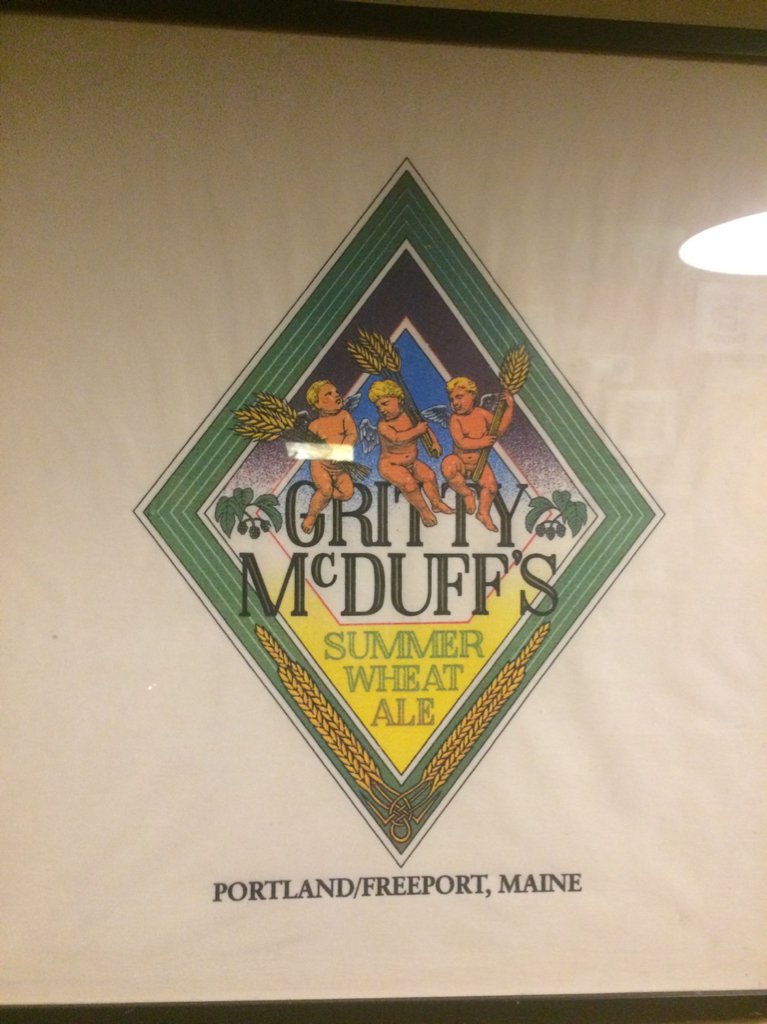 GRITTY
McDUFF'S
SUMMER
WHEAT
ALE
PORTLAND/FREEPORT, MAINE